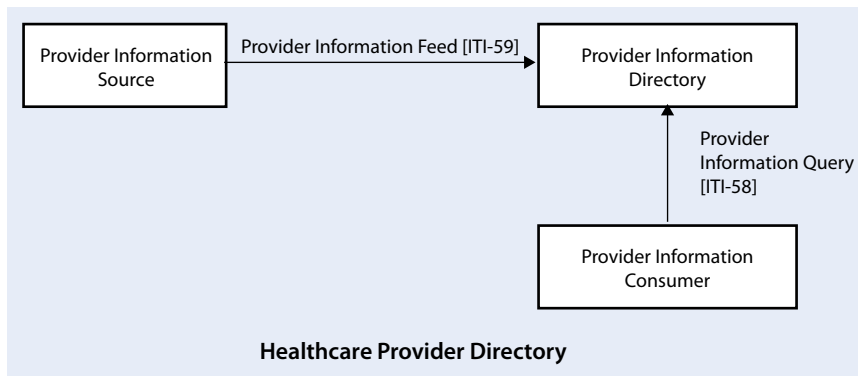 Provider Information
Source
Provider Information Feed [ITI-59]
Provider Information
Directory
Provider
Information Query
[ITI-58]
Provider Information
Consumer
Healthcare Provider Directory